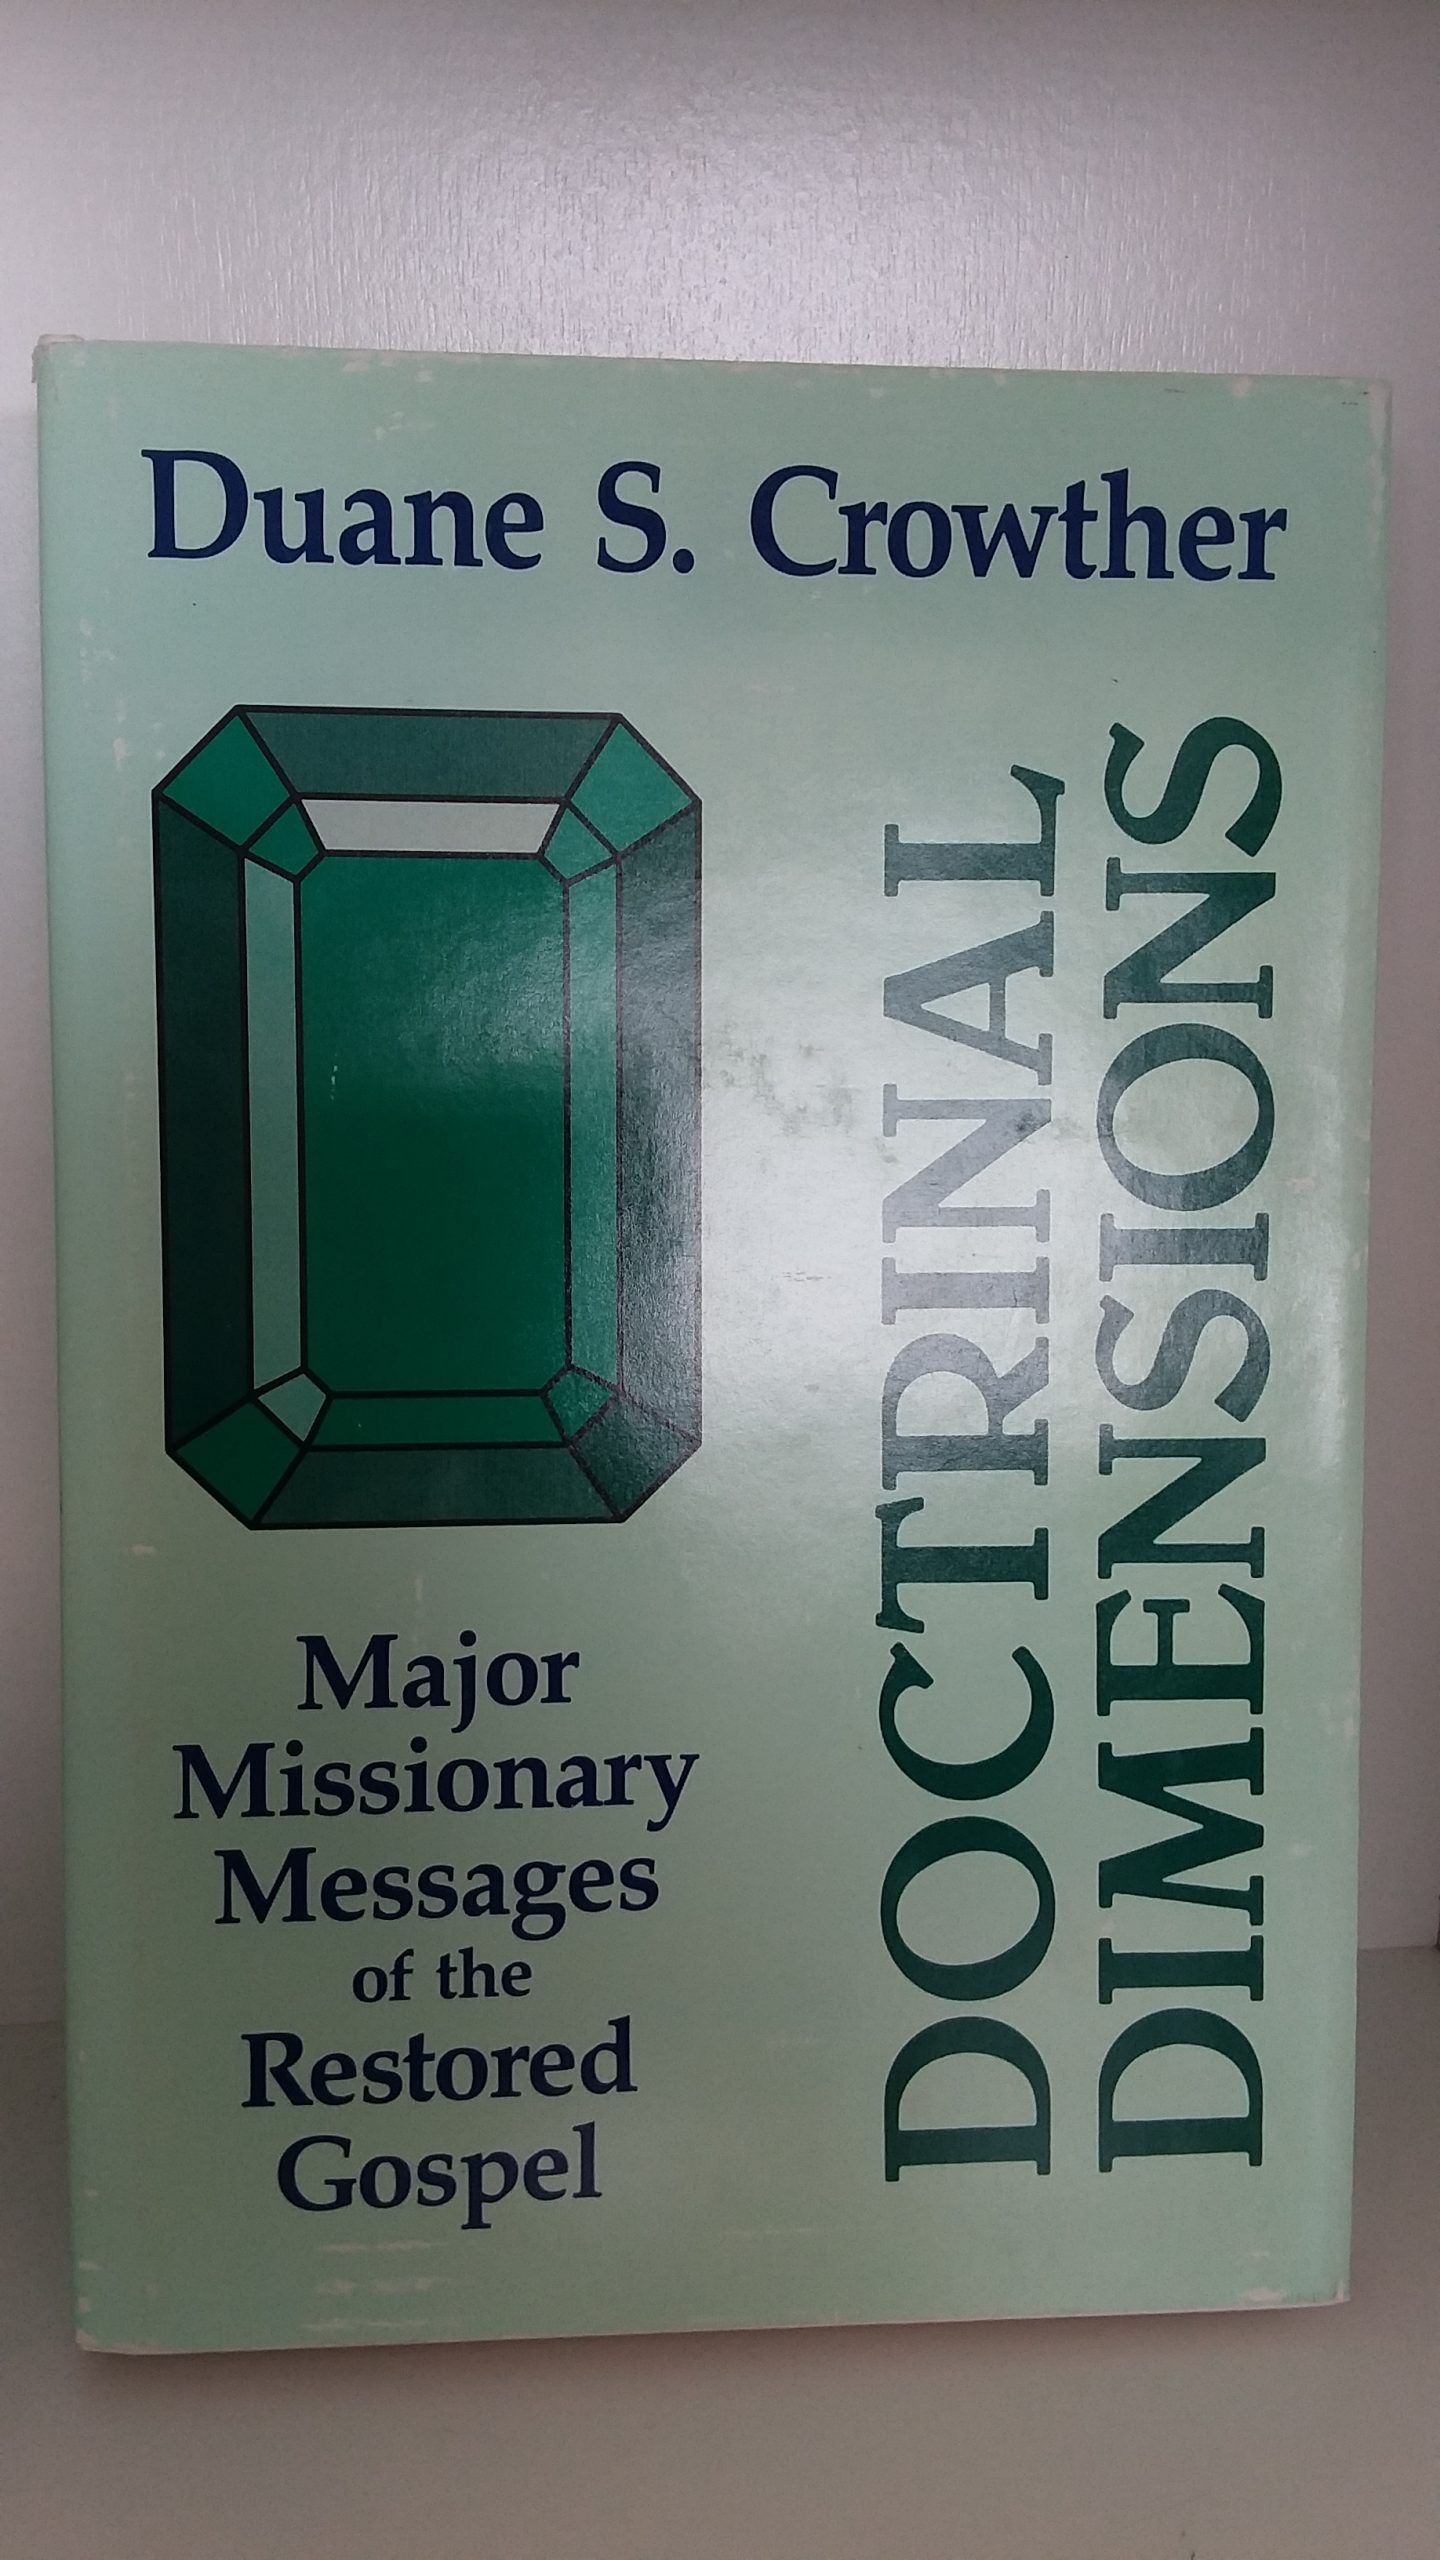 Duane S. Crowther
DOCTRINAL
DIMENSIONS
Major
Missionary
Messages
of the
Restored
Gospel